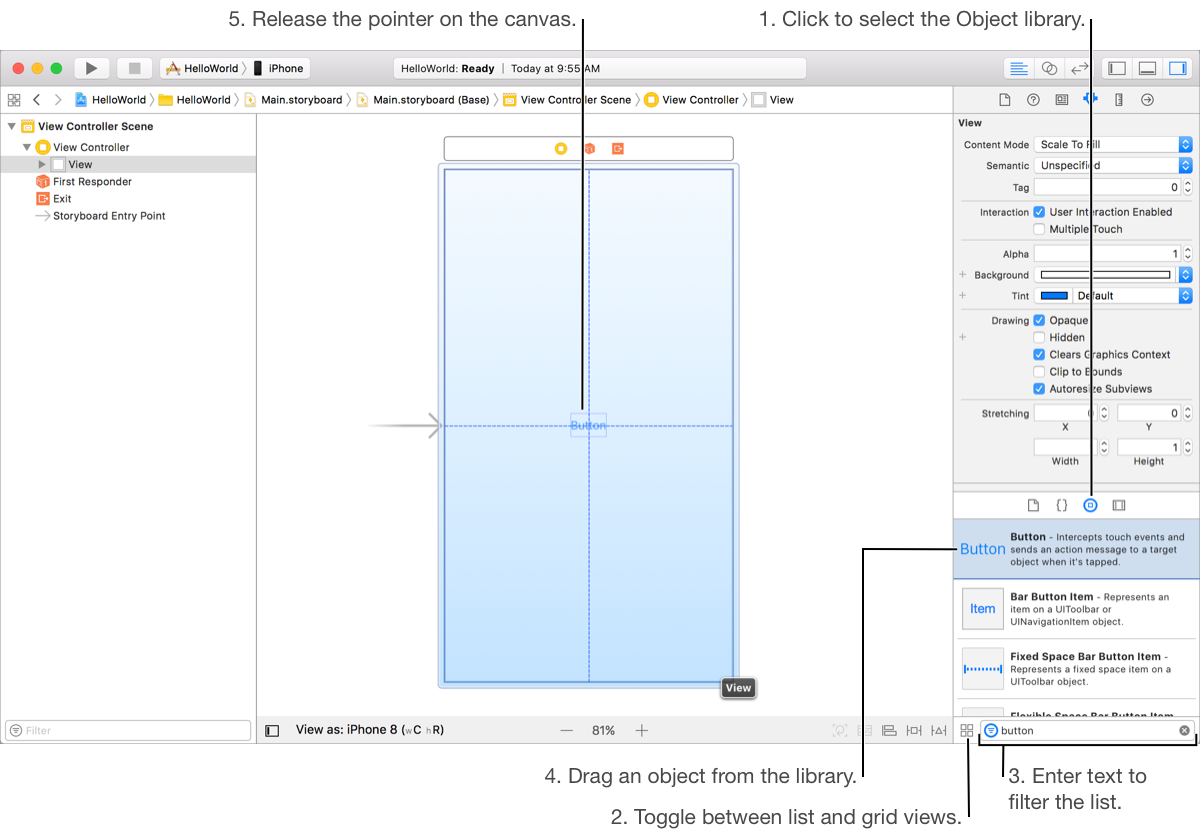 5. Release the pointer on the canvas.
1. Click to select the Object library.
HelloWorld
iPhone
HelloWorld: Ready | Today at 9:55 AM
HelloWorld
HelloWorld
Main.storyboard
Main.storyboard (Base)
View Controller Scene
View Controller
View
View Controller Scene
View Controller
View
First Responder
Exit
Storyboard Entry Point
Filter
Button
View
View as: iPhone 8 (wC hR)
81%
View
Content Mode Scale To Fill
Semantic Unspecified
Tag 0
Interaction User Interaction Enabled
Multiple Touch
Alpha 1
Background
Tint Default
Drawing Opaque
Hidden
Clears Graphics Context
Clip to Bounds
Autoresize Subviews
Stretching 0 0
X Y
1
Width Height
Button
Button - Intercepts touch events and
sends an action message to a target
object when it's tapped.
Item
Bar Button Item - Represents an
item on a UIToolbar or
UINavigationItem object.
Fixed Space Bar Button Item -
Represents a fixed space item on a
UIToolbar object.
Flexible Space Bar Button Item
button
4. Drag an object from the library.
3. Enter text to
filter the list.
2. Toggle between list and grid views.